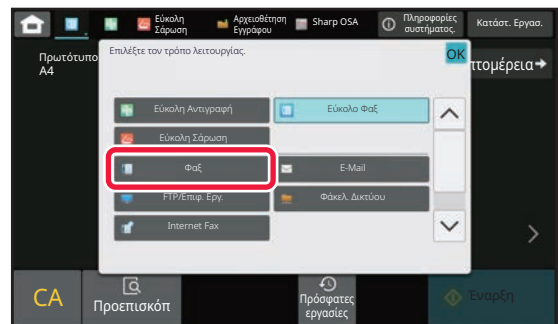 Εύκολη
Σάρωση
Αρχειοθέτηση
Εγγράφου
Sharp OSA
Πληροφορίες
συστήματος.
Κατάστ. Εργασ.
Πρωτότυπο
A4
Επιλέξτε τον τρόπο λειτουργίας.
OK
πτομέρεια
Εύκολη Αντιγραφή
Εύκολο Φαξ
Εύκολη Σάρωση
Φαξ
E-Mail
FTP/Επιφ. Εργ.
Φάκελ. Δικτύου
Internet Fax
CA
Προεπισκόπ
Πρόσφατες
εργασίες
Έναρξη